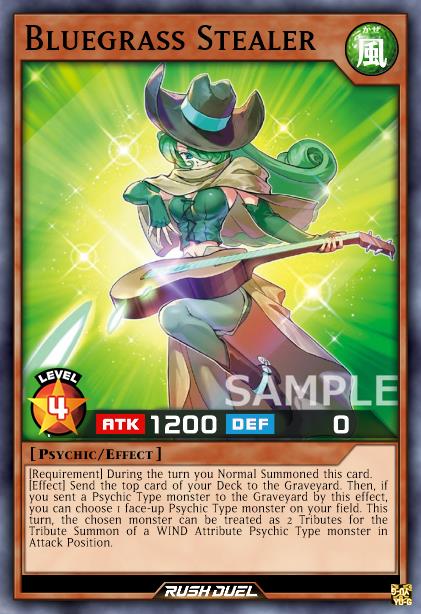 BLUEGRASS STEALER
かぜ
風
SAMPLE
LEVEL
4
ATK 1200 DEF 0
[PSYCHIC/EFFECT]
[Requirement] During the turn you Normal Summoned this card.
[Effect] Send the top card of your Deck to the Graveyard. Then, if
you sent a Psychic Type monster to the Graveyard by this effect,
you can choose 1 face-up Psychic Type monster on your field. This
turn, the chosen monster can be treated as 2 Tributes for the
Tribute Summon of a WIND Attribute Psychic Type monster in
Attack Position.
RUSH DUEL